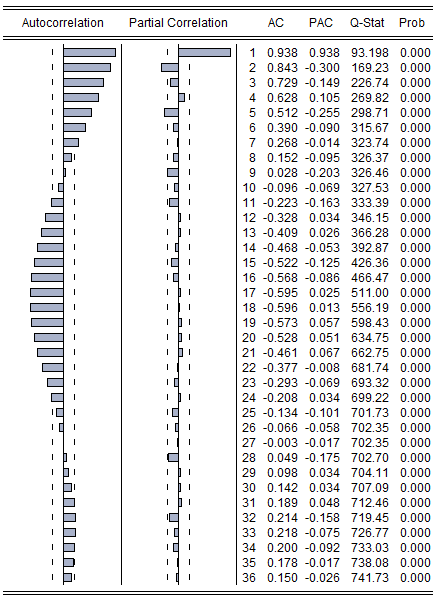 Autocorrelation Partial Correlation AC PAC Q-Stat Prob
1 0.938 0.938 93.198 0.000
2 0.843 -0.300 169.23 0.000
3 0.729 -0.149 226.74 0.000
4 0.628 0.105 269.82 0.000
5 0.512 -0.255 298.71 0.000
6 0.390 -0.090 315.67 0.000
7 0.268 -0.014 323.74 0.000
8 0.152 -0.095 326.37 0.000
9 0.028 -0.203 326.46 0.000
10 -0.096 -0.069 327.53 0.000
11 -0.223 -0.163 333.39 0.000
12 -0.328 0.034 346.15 0.000
13 -0.409 0.026 366.28 0.000
14 -0.468 -0.053 392.87 0.000
15 -0.522 -0.125 426.36 0.000
16 -0.568 -0.086 466.47 0.000
17 -0.595 0.025 511.00 0.000
18 -0.596 0.013 556.19 0.000
19 -0.573 0.057 598.43 0.000
20 -0.528 0.051 634.75 0.000
21 -0.461 0.067 662.75 0.000
22 -0.377 -0.008 681.74 0.000
23 -0.293 -0.069 693.32 0.000
24 -0.208 0.034 699.22 0.000
25 -0.134 -0.101 701.73 0.000
26 -0.066 -0.058 702.35 0.000
27 -0.003 -0.017 702.35 0.000
28 0.049 -0.175 702.70 0.000
29 0.098 0.034 704.11 0.000
30 0.142 0.034 707.09 0.000
31 0.189 0.048 712.46 0.000
32 0.214 -0.158 719.45 0.000
33 0.218 -0.075 726.77 0.000
34 0.200 -0.092 733.03 0.000
35 0.178 -0.017 738.08 0.000
36 0.150 -0.026 741.73 0.000